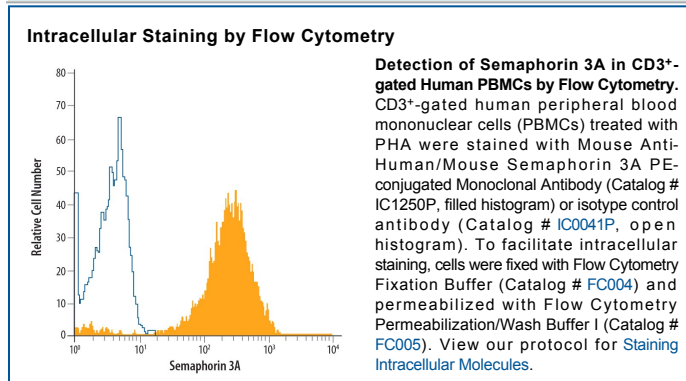 Intracellular Staining by Flow Cytometry
80
70
60
50
40
30
20
10
0
Relative Cell Number
10⁰
10¹
10²
10³
10⁴
Semaphorin 3A
Detection of Semaphorin 3A in CD3⁺-
gated Human PBMCs by Flow Cytometry.
CD3⁺-gated human peripheral blood
mononuclear cells (PBMCs) treated with
PHA were stained with Mouse Anti-
Human/Mouse Semaphorin 3A PE-
conjugated Monoclonal Antibody (Catalog #
IC1250P, filled histogram) or isotype control
antibody (Catalog # IC0041P, open
histogram). To facilitate intracellular
staining, cells were fixed with Flow Cytometry
Fixation Buffer (Catalog # FC004) and
permeabilized with Flow Cytometry
Permeabilization/Wash Buffer I (Catalog #
FC005). View our protocol for Staining
Intracellular Molecules.